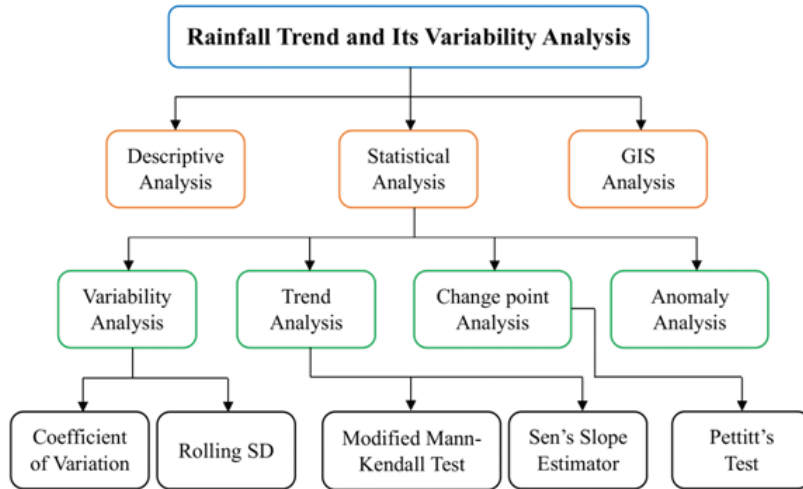 Rainfall Trend and Its Variability Analysis
Descriptive
Analysis
Statistical
Analysis
GIS
Analysis
Variability
Analysis
Trend
Analysis
Change point
Analysis
Anomaly
Analysis
Coefficient
of Variation
Rolling SD
Modified Mann-
Kendall Test
Sen’s Slope
Estimator
Pettitt’s
Test